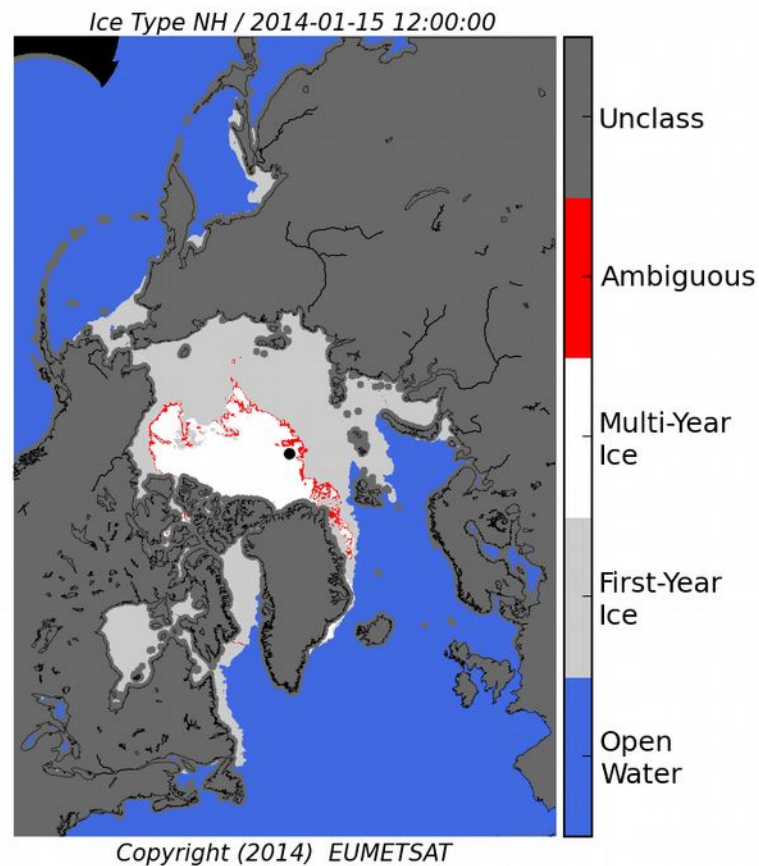 Ice Type NH / 2014-01-15 12:00:00
Unclass
Ambiguous
Multi-Year
Ice
First-Year
Ice
Open
Water
Copyright (2014) EUMETSAT